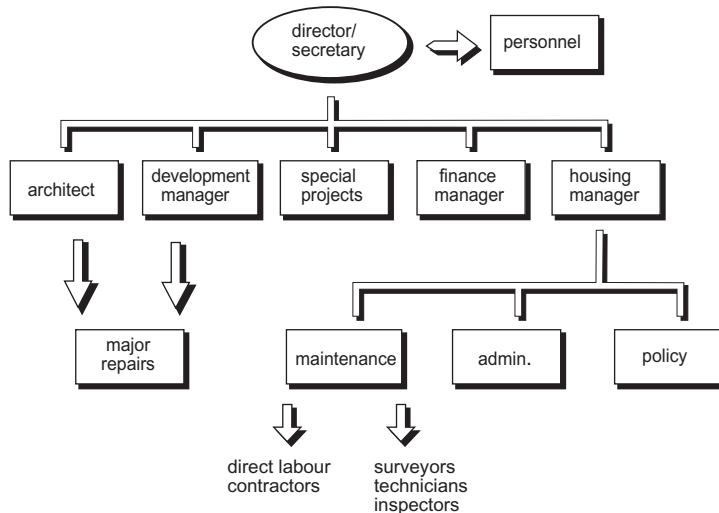 director/
secretary
personnel
architect
development
manager
special
projects
finance
manager
housing
manager
major
repairs
maintenance
admin.
policy
direct labour
contractors
surveyors
technicians
inspectors